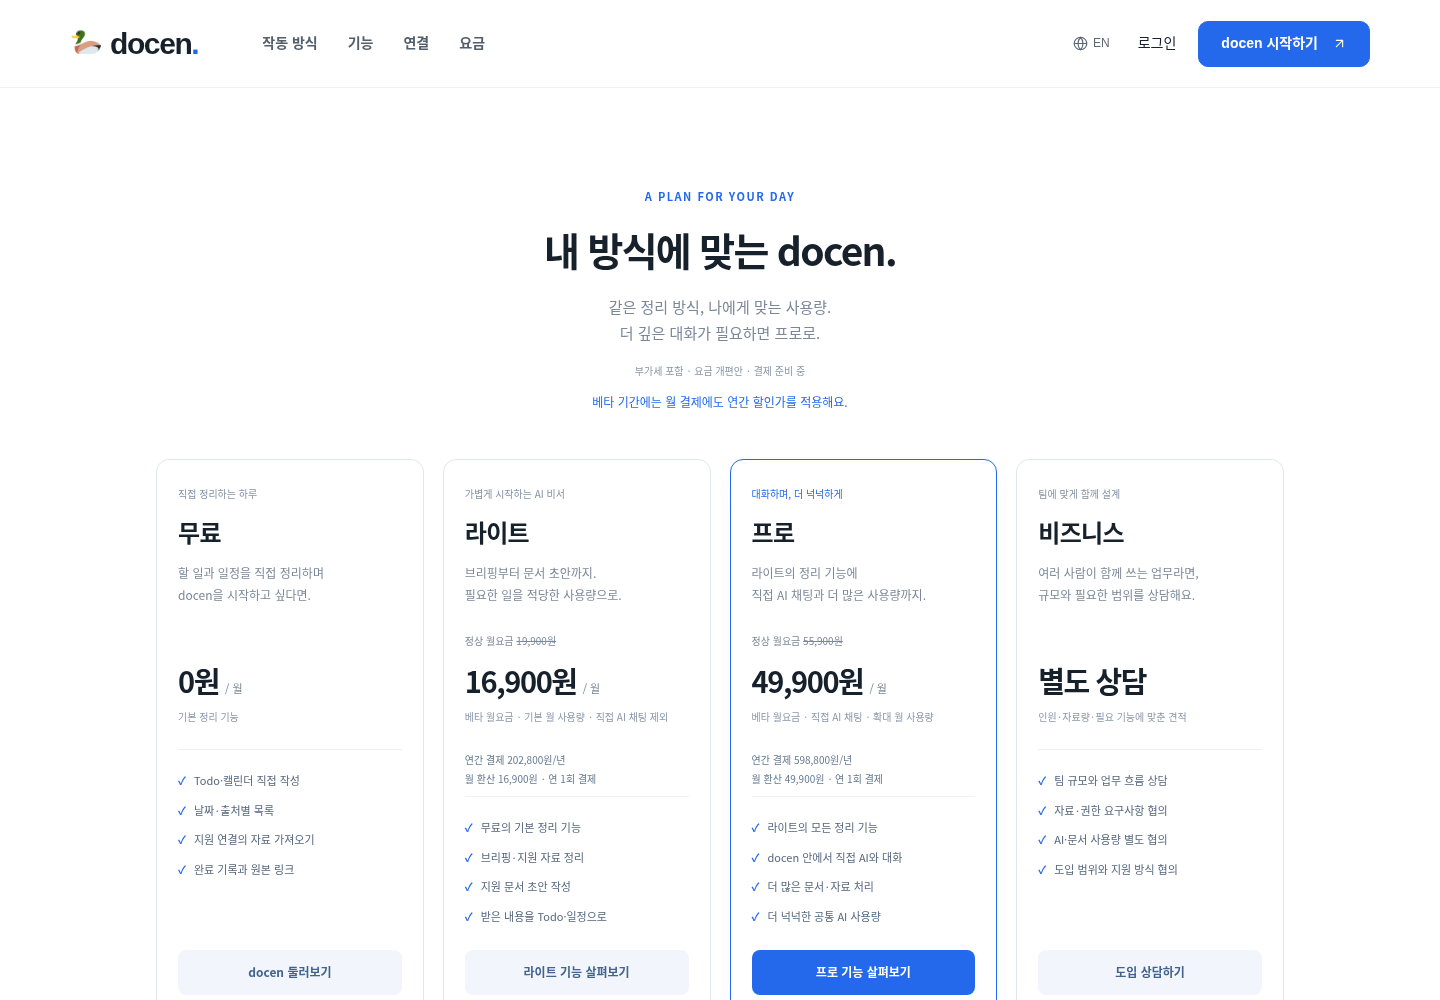 docen.
작동 방식
기능
연결
요금
EN
로그인
docen 시작하기
A PLAN FOR YOUR DAY
내 방식에 맞는 docen.
같은 정리 방식, 나에게 맞는 사용량.
더 깊은 대화가 필요하면 프로로.
부가세 포함 · 요금 개편안 · 결제 준비 중
베타 기간에는 월 결제에도 연간 할인가를 적용해요.
직접 정리하는 하루
무료
할 일과 일정을 직접 정리하며
docen을 시작하고 싶다면.
0원 / 월
기본 정리 기능
✓ Todo·캘린더 직접 작성
✓ 날짜·출처별 목록
✓ 지원 연결의 자료 가져오기
✓ 완료 기록과 원본 링크
docen 둘러보기
가볍게 시작하는 AI 비서
라이트
브리핑부터 문서 초안까지.
필요한 일을 적당한 사용량으로.
정상 월요금 19,900원
16,900원 / 월
베타 월요금 · 기본 월 사용량 · 직접 AI 채팅 제외
연간 결제 202,800원/년
월 환산 16,900원 · 연 1회 결제
✓ 무료의 기본 정리 기능
✓ 브리핑·지원 자료 정리
✓ 지원 문서 초안 작성
✓ 받은 내용을 Todo·일정으로
라이트 기능 살펴보기
대화하며, 더 넉넉하게
프로
라이트의 정리 기능에
직접 AI 채팅과 더 많은 사용량까지.
정상 월요금 55,900원
49,900원 / 월
베타 월요금 · 직접 AI 채팅 · 확대 월 사용량
연간 결제 598,800원/년
월 환산 49,900원 · 연 1회 결제
✓ 라이트의 모든 정리 기능
✓ docen 안에서 직접 AI와 대화
✓ 더 많은 문서·자료 처리
✓ 더 넉넉한 공통 AI 사용량
프로 기능 살펴보기
팀에 맞게 함께 설계
비즈니스
여러 사람이 함께 쓰는 업무라면,
규모와 필요한 범위를 상담해요.
별도 상담
인원·자료량·필요 기능에 맞춘 견적
✓ 팀 규모와 업무 흐름 상담
✓ 자료·권한 요구사항 협의
✓ AI·문서 사용량 별도 협의
✓ 도입 범위와 지원 방식 협의
도입 상담하기